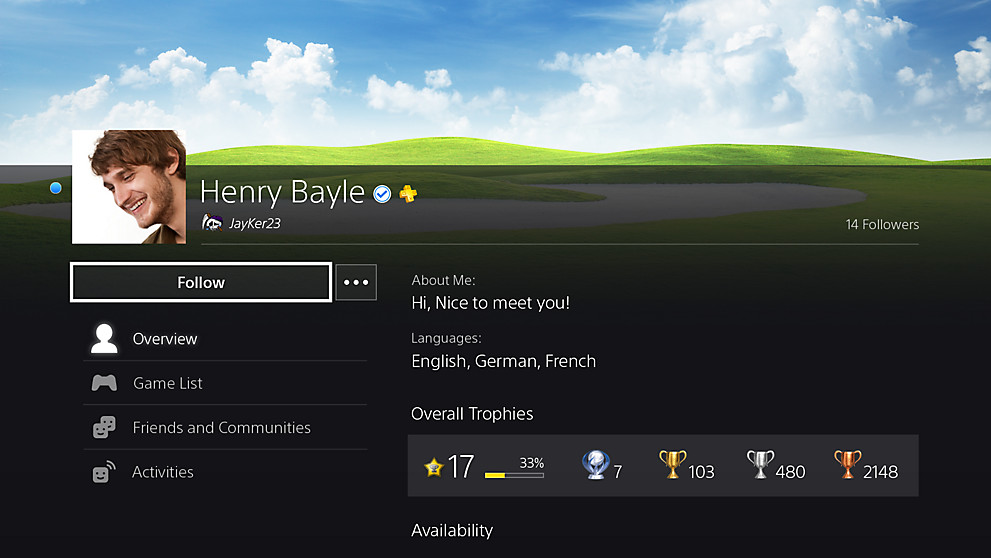 Henry Bayle
JayKer23
14 Followers
Follow
Overview
Game List
Friends and Communities
Activities
About Me:
Hi, Nice to meet you!
Languages:
English, German, French
Overall Trophies
17 33% 7 103 480 2148
Availability